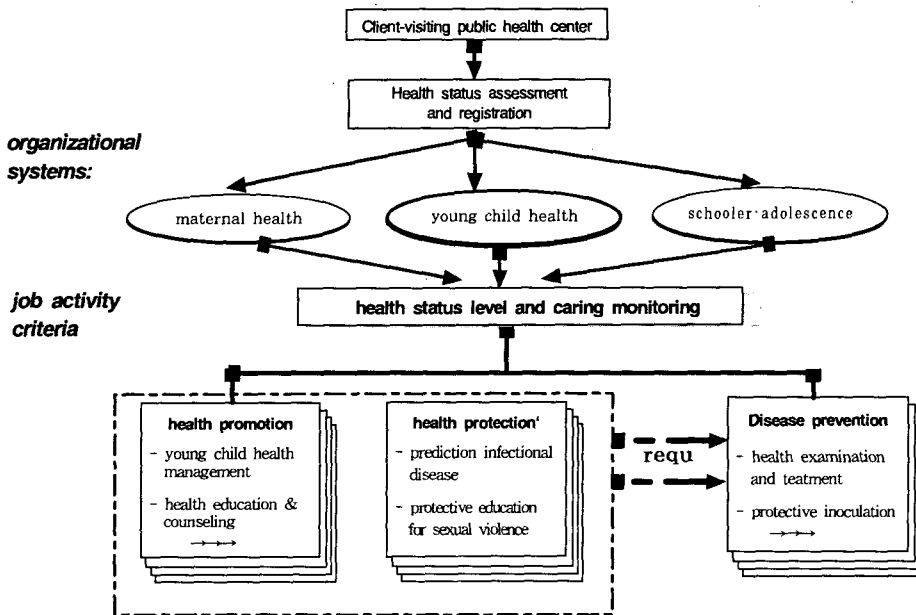 Client-visiting public health center
Health status assessment
and registration
organizational
systems:
maternal health
young child health
schooler·adolescence
job activity
criteria
health status level and caring monitoring
health promotion
- young child health
management
- health education &
counseling
health protection'
- prediction infectional
disease
- protective education
for sexual violence
requ
Disease prevention
- health examination
and teatment
- protective inoculation